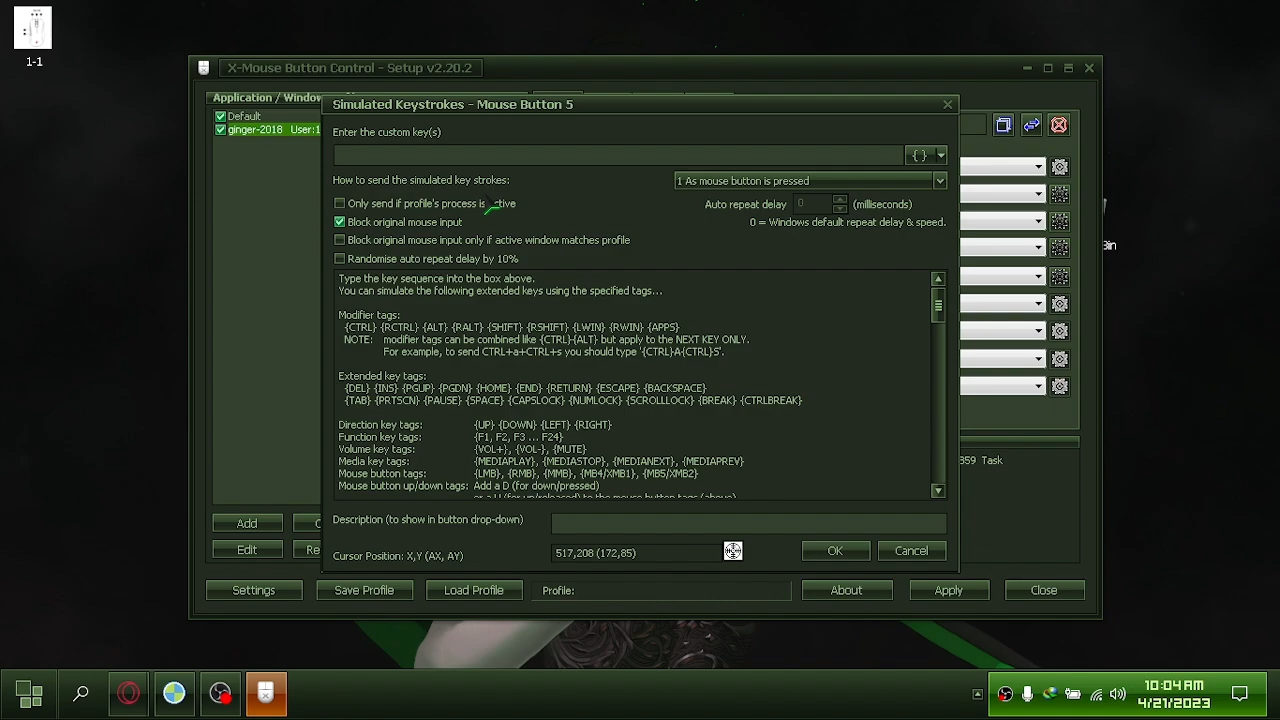 1-1
X-Mouse Button Control - Setup v2.20.2
Application / Window
Default
ginger-2018 User:1
Simulated Keystrokes - Mouse Button 5
Enter the custom key(s)
{ }
How to send the simulated key strokes:
1 As mouse button is pressed
Only send if profile's process is
Auto repeat delay 0 (milliseconds)
Block original mouse input
0 = Windows default repeat delay & speed.
Block original mouse input only if active window matches profile
Randomise auto repeat delay by 10%
Type the key sequence into the box above.
You can simulate the following extended keys using the specified tags...
Modifier tags:
{CTRL} {RCTRL} {ALT} {RALT} {SHIFT} {RSHIFT} {LWIN} {RWIN} {APPS}
NOTE: modifier tags can be combined like {CTRL}{ALT} but apply to the NEXT KEY ONLY.
For example, to send CTRL+a+CTRL+s you should type '{CTRL}A{CTRL}S'.
Extended key tags:
{DEL} {INS} {PGUP} {PGDN} {HOME} {END} {RETURN} {ESCAPE} {BACKSPACE}
{TAB} {PRTSCN} {PAUSE} {SPACE} {CAPSLOCK} {NUMLOCK} {SCROLLLOCK} {BREAK} {CTRLBREAK}
Direction key tags: {UP} {DOWN} {LEFT} {RIGHT}
Function key tags: {F1, F2, F3 ... F24}
Volume key tags: {VOL+}, {VOL-}, {MUTE}
Media key tags: {MEDIAPLAY}, {MEDIASTOP}, {MEDIANEXT}, {MEDIAPREV}
Mouse button tags: {LMB}, {RMB}, {MMB}, {MB4/XMB1}, {MB5/XMB2}
Mouse button up/down tags: Add a D (for down/pressed)
or a U (for up/released) to the mouse button tags (above)
859 Task
Description (to show in button drop-down)
Cursor Position: X,Y (AX, AY)
517,208 (172,85)
OK
Cancel
Add
Edit
Settings
Save Profile
Load Profile
Profile:
About
Apply
Close
10:04 AM
4/21/2023